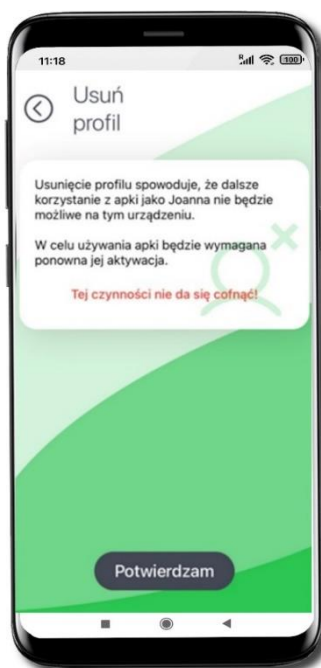 11:18
100
Usuń
profil
Usunięcie profilu spowoduje, że dalsze
korzystanie z apki jako Joanna nie będzie
możliwe na tym urządzeniu.
W celu używania apki będzie wymagana
ponowna jej aktywacja.
Tej czynności nie da się cofnąć!
Potwierdzam